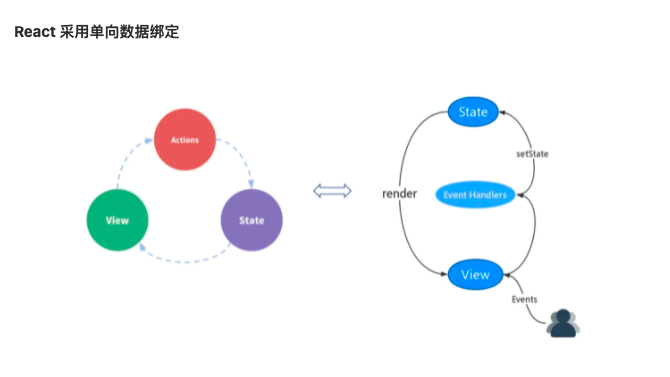 React 采用单向数据绑定
Actions
View
State
State
setState
render
Event Handlers
View
Events